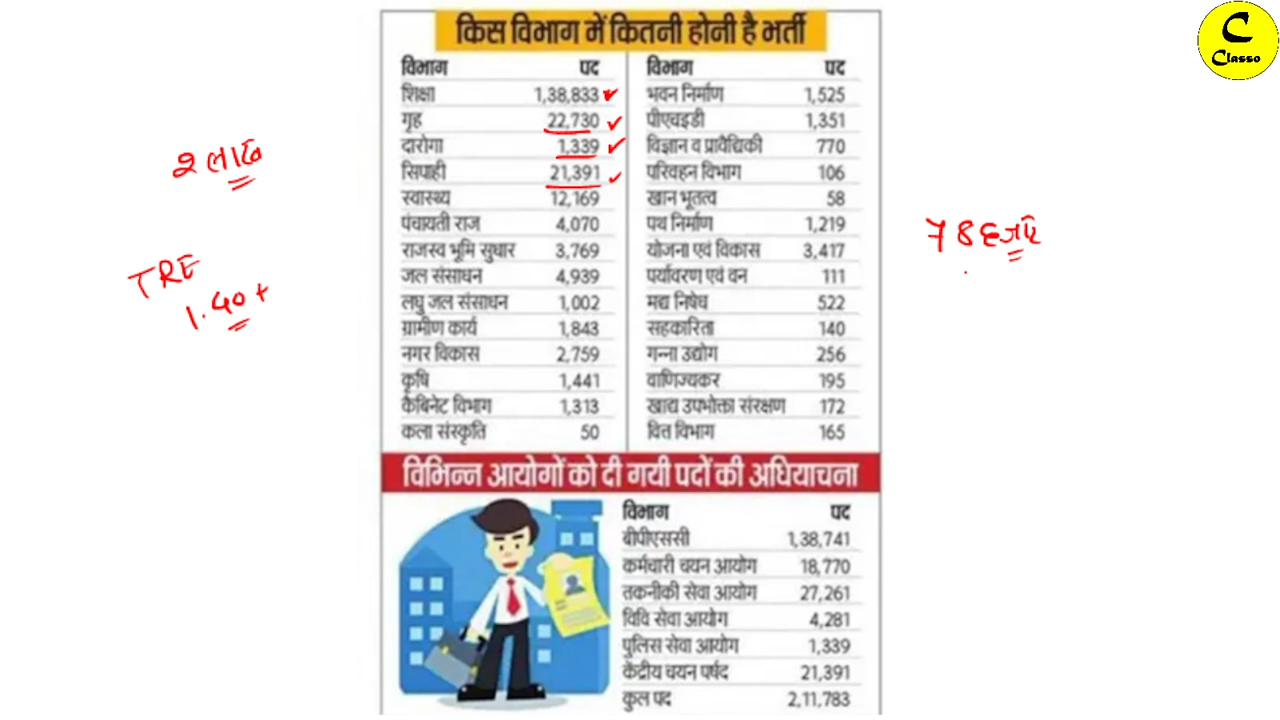 किस विभाग में कितनी होनी है भर्ती
विभाग पद
शिक्षा 1,38,833
गृह 22,730
दारोगा 1,339
सिपाही 21,391
स्वास्थ्य 12,169
पंचायती राज 4,070
राजस्व भूमि सुधार 3,769
जल संसाधन 4,939
लघु जल संसाधन 1,002
ग्रामीण कार्य 1,843
नगर विकास 2,759
कृषि 1,441
कैबिनेट विभाग 1,313
कला संस्कृति 50
विभाग पद
भवन निर्माण 1,525
पीएचइडी 1,351
विज्ञान व प्रावैधिकी 770
परिवहन विभाग 106
खान भूतत्व 58
पथ निर्माण 1,219
योजना एवं विकास 3,417
पर्यावरण एवं वन 111
मद्य निषेध 522
सहकारिता 140
गन्ना उद्योग 256
वाणिज्यकर 195
खाद्य उपभोक्ता संरक्षण 172
वित्त विभाग 165
विभिन्न आयोगों को दी गयी पदों की अधियाचना
विभाग पद
बीपीएससी 1,38,741
कर्मचारी चयन आयोग 18,770
तकनीकी सेवा आयोग 27,261
विवि सेवा आयोग 4,281
पुलिस सेवा आयोग 1,339
केंद्रीय चयन पर्षद 21,391
कुल पद 2,11,783
२ लाख
TRE
1.40+
78 हजार
C
Classo